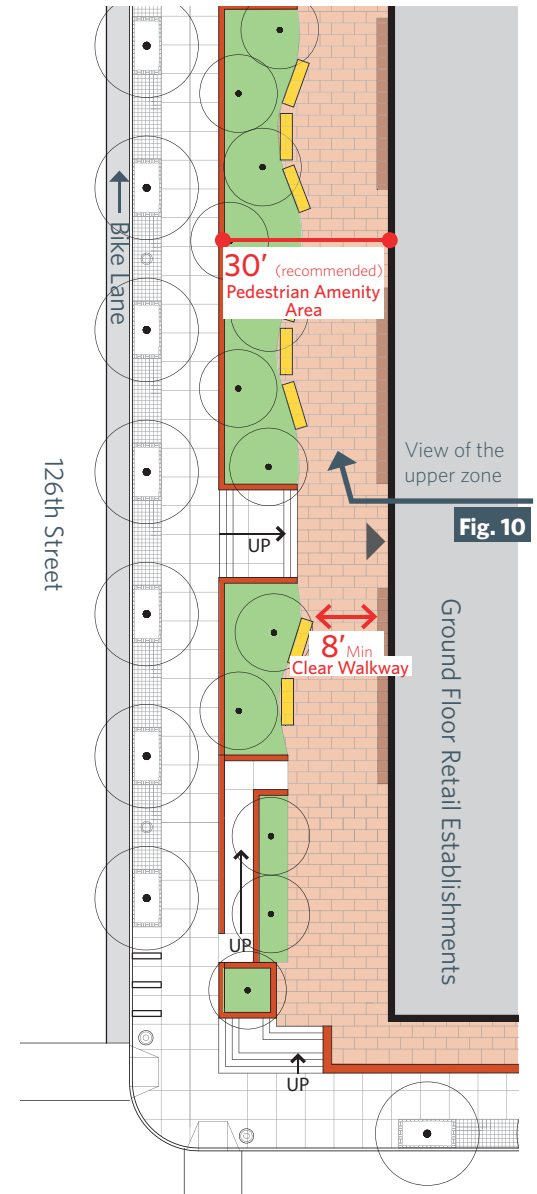 Bike Lane
30' (recommended)
Pedestrian Amenity
Area
View of the
upper zone
126th Street
Fig. 10
UP
8' Min
Clear Walkway
Ground Floor Retail Establishments
UP
UP